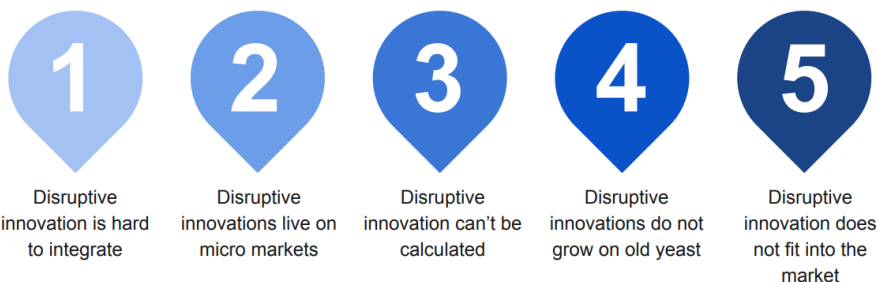 1
Disruptive
innovation is hard
to integrate
2
Disruptive
innovations live on
micro markets
3
Disruptive
innovation can't be
calculated
4
Disruptive
innovations do not
grow on old yeast
5
Disruptive
innovation does
not fit into the
market